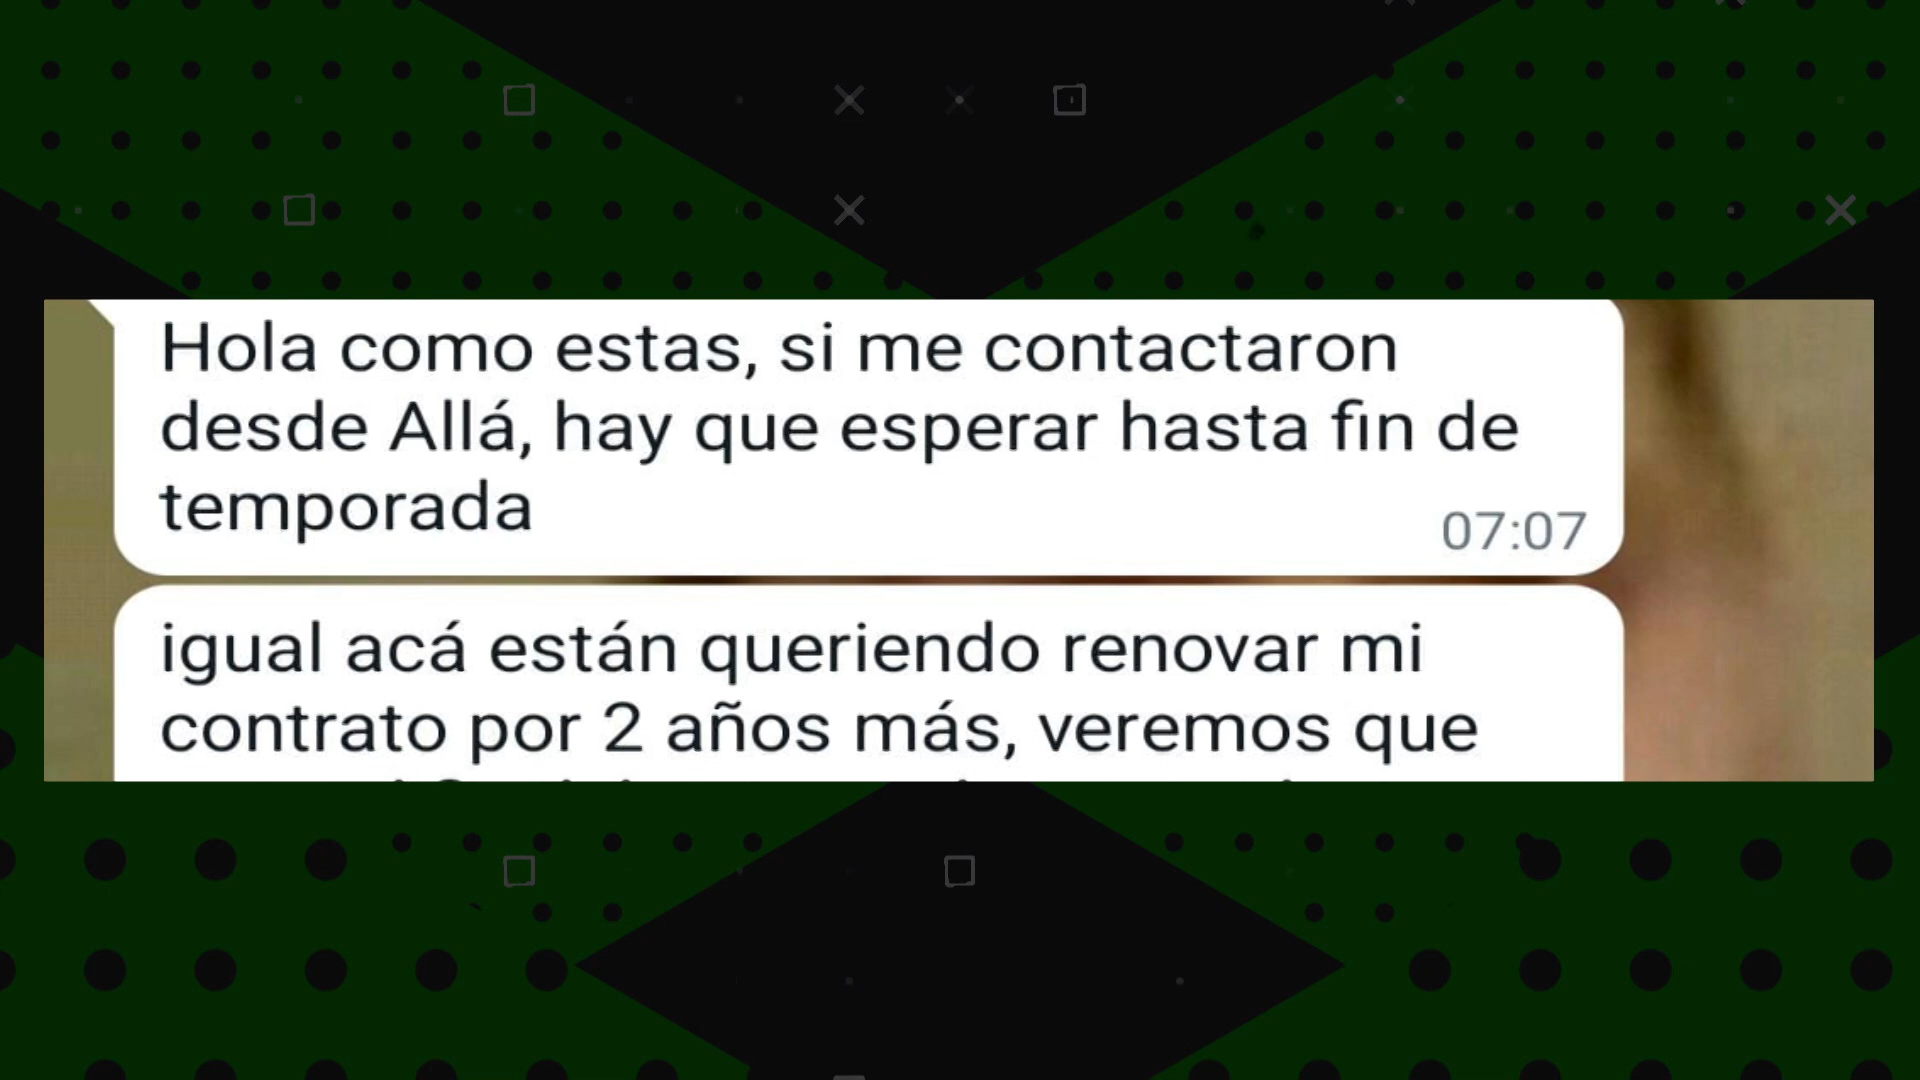 Hola como estas, si me contactaron
desde Allá, hay que esperar hasta fin de
temporada
07:07
igual acá están queriendo renovar mi
contrato por 2 años más, veremos que